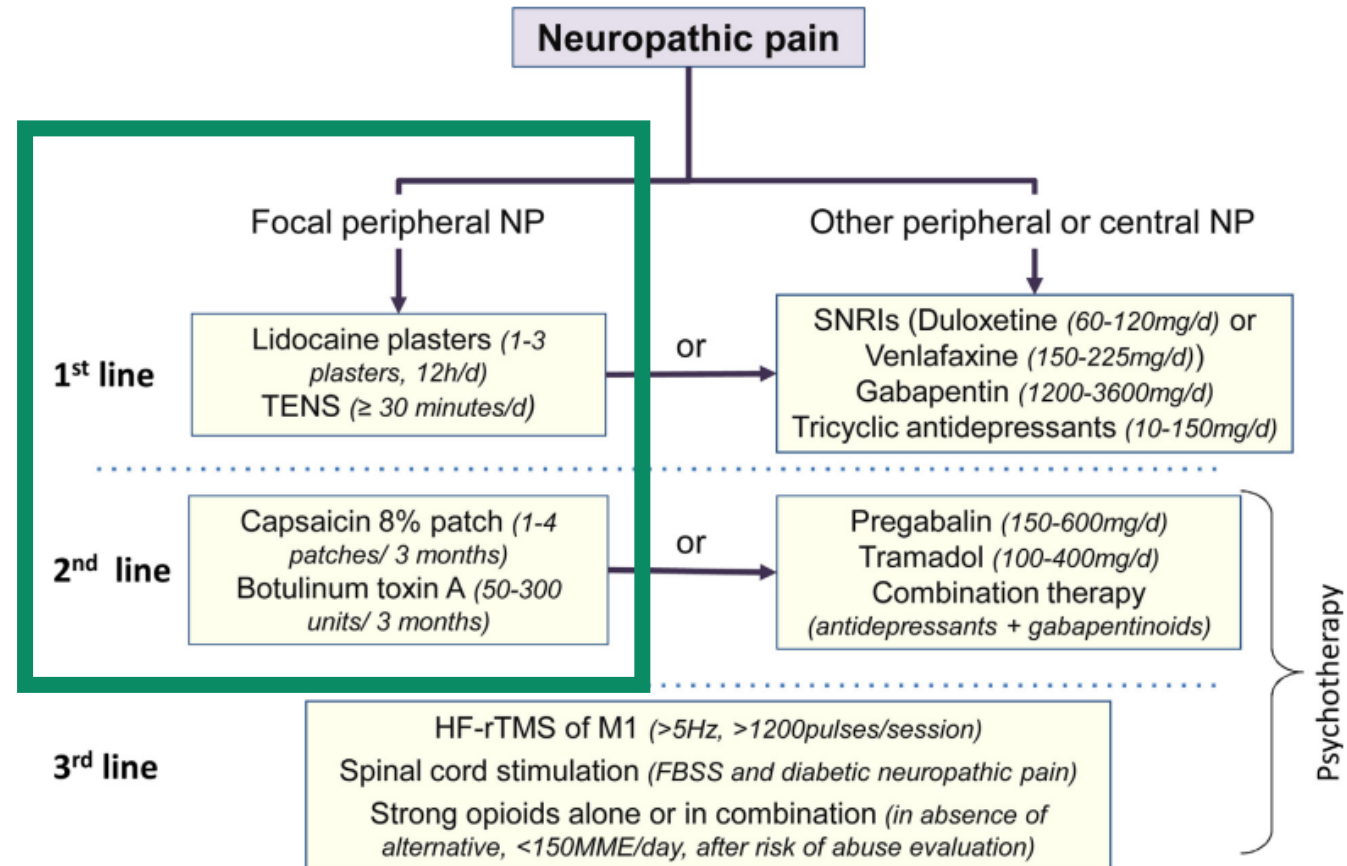 Neuropathic pain
Focal peripheral NP
Other peripheral or central NP
1st line
Lidocaine plasters (1-3
plasters, 12h/d)
TENS (≥ 30 minutes/d)
or
SNRIs (Duloxetine (60-120mg/d) or
Venlafaxine (150-225mg/d))
Gabapentin (1200-3600mg/d)
Tricyclic antidepressants (10-150mg/d)
2nd line
Capsaicin 8% patch (1-4
patches/ 3 months)
Botulinum toxin A (50-300
units/ 3 months)
or
Pregabalin (150-600mg/d)
Tramadol (100-400mg/d)
Combination therapy
(antidepressants + gabapentinoids)
Psychotherapy
3rd line
HF-rTMS of M1 (>5Hz, >1200pulses/session)
Spinal cord stimulation (FBSS and diabetic neuropathic pain)
Strong opioids alone or in combination (in absence of
alternative, <150MME/day, after risk of abuse evaluation)